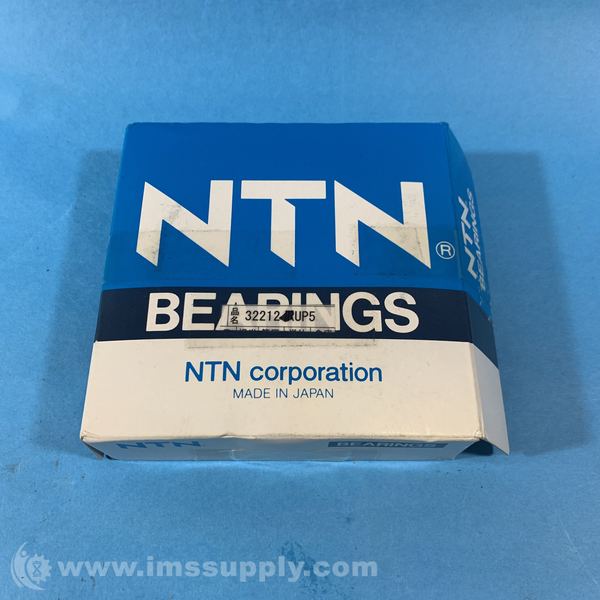 NTN®
BEARINGS
品名 32212 UP5
NTN corporation
MADE IN JAPAN
NTN BEARINGS
NTN BEARINGS
www.imssupply.com